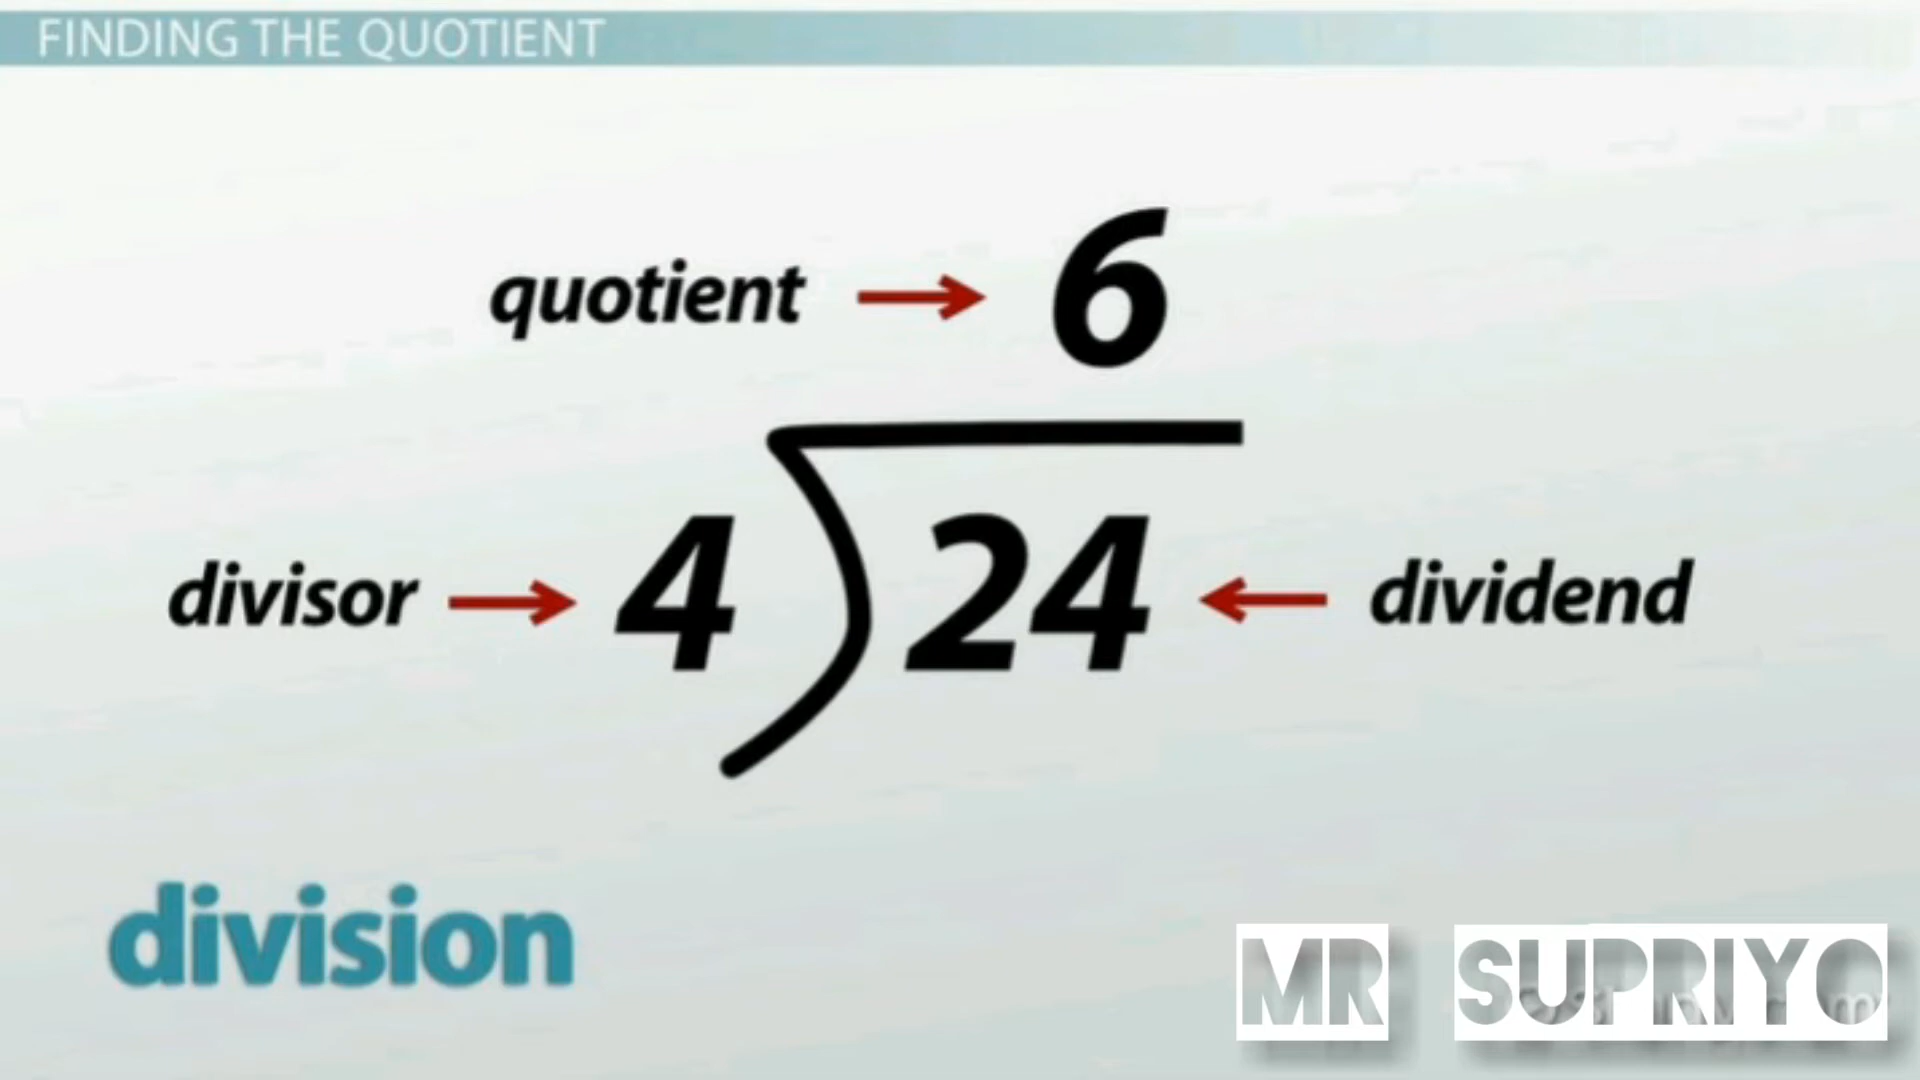 FINDING THE QUOTIENT
quotient → 6
divisor → 4 24 ← dividend
division
MR SUPRIYO